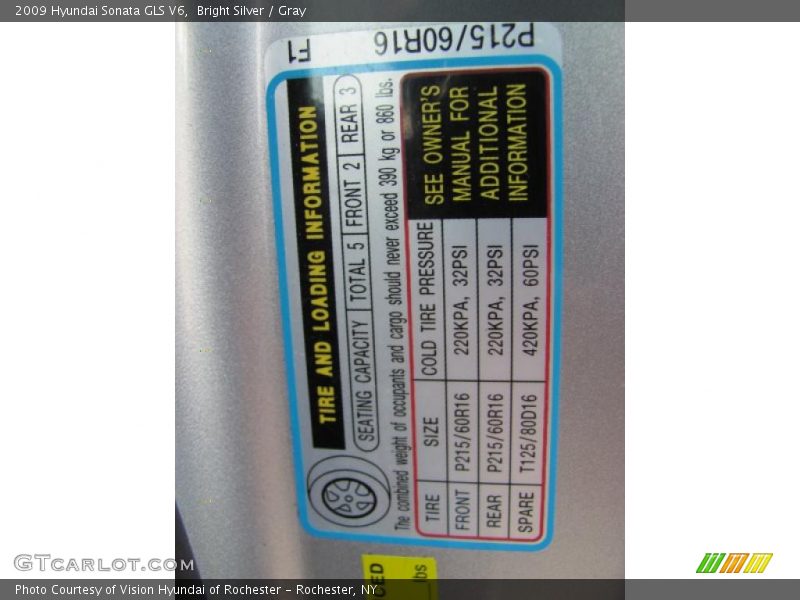 2009 Hyundai Sonata GLS V6,  Bright Silver / Gray
F1 P215/60R16
TIRE AND LOADING INFORMATION
SEATING CAPACITY TOTAL 5 FRONT 2 REAR 3
The combined weight of occupants and cargo should never exceed 390 kg or 860 lbs.
TIRE SIZE COLD TIRE PRESSURE
FRONT P215/60R16 220KPA, 32PSI
REAR P215/60R16 220KPA, 32PSI
SPARE T125/80D16 420KPA, 60PSI
SEE OWNER'S
MANUAL FOR
ADDITIONAL
INFORMATION
GTcarlot.com
Photo Courtesy of Vision Hyundai of Rochester - Rochester, NY